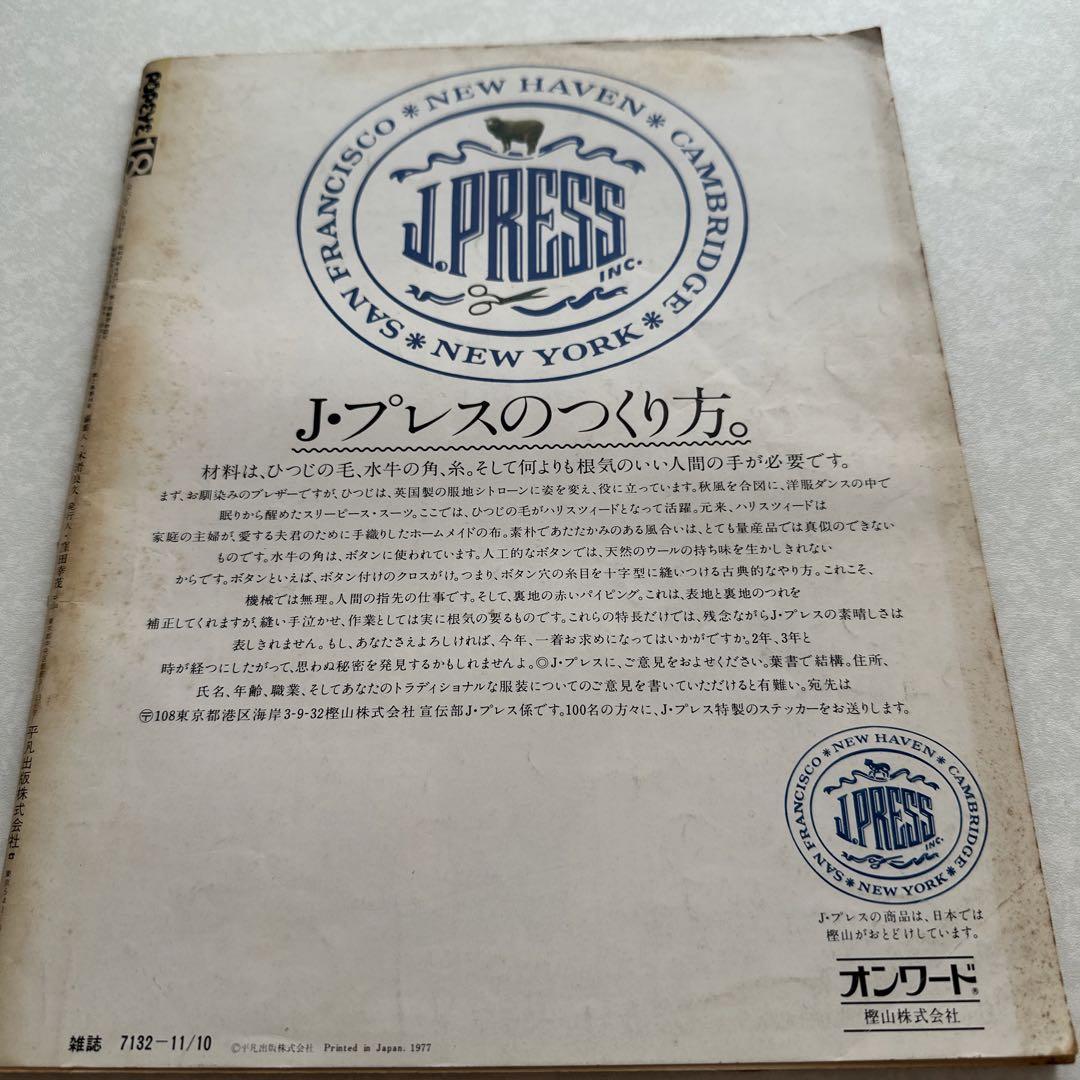 POPEYE
SAN FRANCISCO * NEW HAVEN * CAMBRIDGE * NEW YORK *
J.PRESS
INC.
J・プレスのつくり方。
材料は、ひつじの毛、水牛の角、糸。そして何よりも根気のいい人間の手が必要です。
まず、お馴染みのブレザーですが、ひつじは、英国製の服地シトローンに姿を変え、役に立っています。秋風を合図に、洋服ダンスの中で
眠りから醒めたスリーピース・スーツ。ここでは、ひつじの毛がハリスツィードとなって活躍。元来、ハリスツィードは
家庭の主婦が、愛する夫君のために手織りしたホームメイドの布。素朴であたたかみのある風合いは、とても量産品では真似のできない
ものです。水牛の角は、ボタンに使われています。人工的なボタンでは、天然のウールの持ち味を生かしきれない
からです。ボタンといえば、ボタン付けのクロスがけ。つまり、ボタン穴の糸目を十字型に縫いつける古典的なやり方。これこそ、
機械では無理。人間の指先の仕事です。そして、裏地の赤いパイピング。これは、表地と裏地のつれを
補正してくれますが、縫い手泣かせ、作業としては実に根気の要るものです。これらの特長だけでは、残念ながらJ・プレスの素晴しさは
表しきれません。もし、あなたさえよろしければ、今年、一着お求めになってはいかがですか。2年、3年と
時が経つにしたがって、思わぬ秘密を発見するかもしれませんよ。◎J・プレスに、ご意見をおよせください。葉書で結構。住所、
氏名、年齢、職業、そしてあなたのトラディショナルな服装についてのご意見を書いていただけると有難い。宛先は
〶108東京都港区海岸3-9-32樫山株式会社 宣伝部J・プレス係です。100名の方々に、J・プレス特製のステッカーをお送りします。
SAN FRANCISCO * NEW HAVEN * CAMBRIDGE * NEW YORK *
J.PRESS
INC.
J・プレスの商品は、日本では
樫山がおとどけしています。
オンワード®
樫山株式会社
平凡出版株式会社
雑誌 7132-11/10 ©平凡出版株式会社 Printed in Japan. 1977